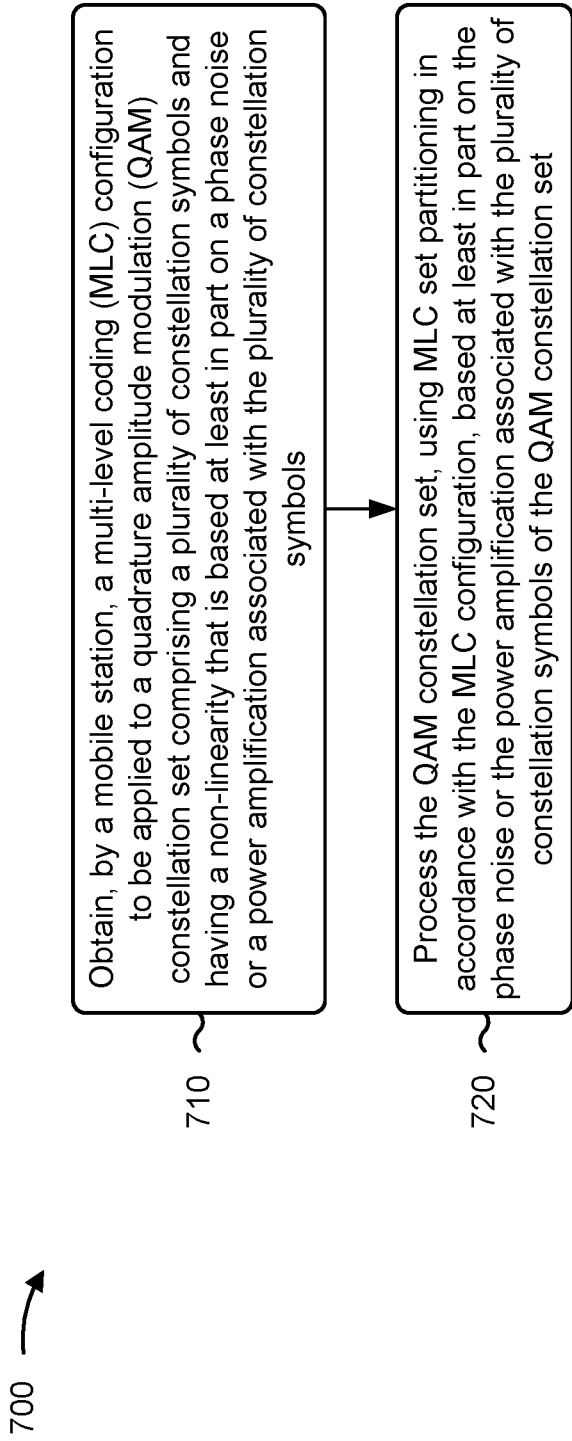 700
710
Obtain, by a mobile station, a multi-level coding (MLC) configuration
to be applied to a quadrature amplitude modulation (QAM)
constellation set comprising a plurality of constellation symbols and
having a non-linearity that is based at least in part on a phase noise
or a power amplification associated with the plurality of constellation
symbols
720
Process the QAM constellation set, using MLC set partitioning in
accordance with the MLC configuration, based at least in part on the
phase noise or the power amplification associated with the plurality of
constellation symbols of the QAM constellation set